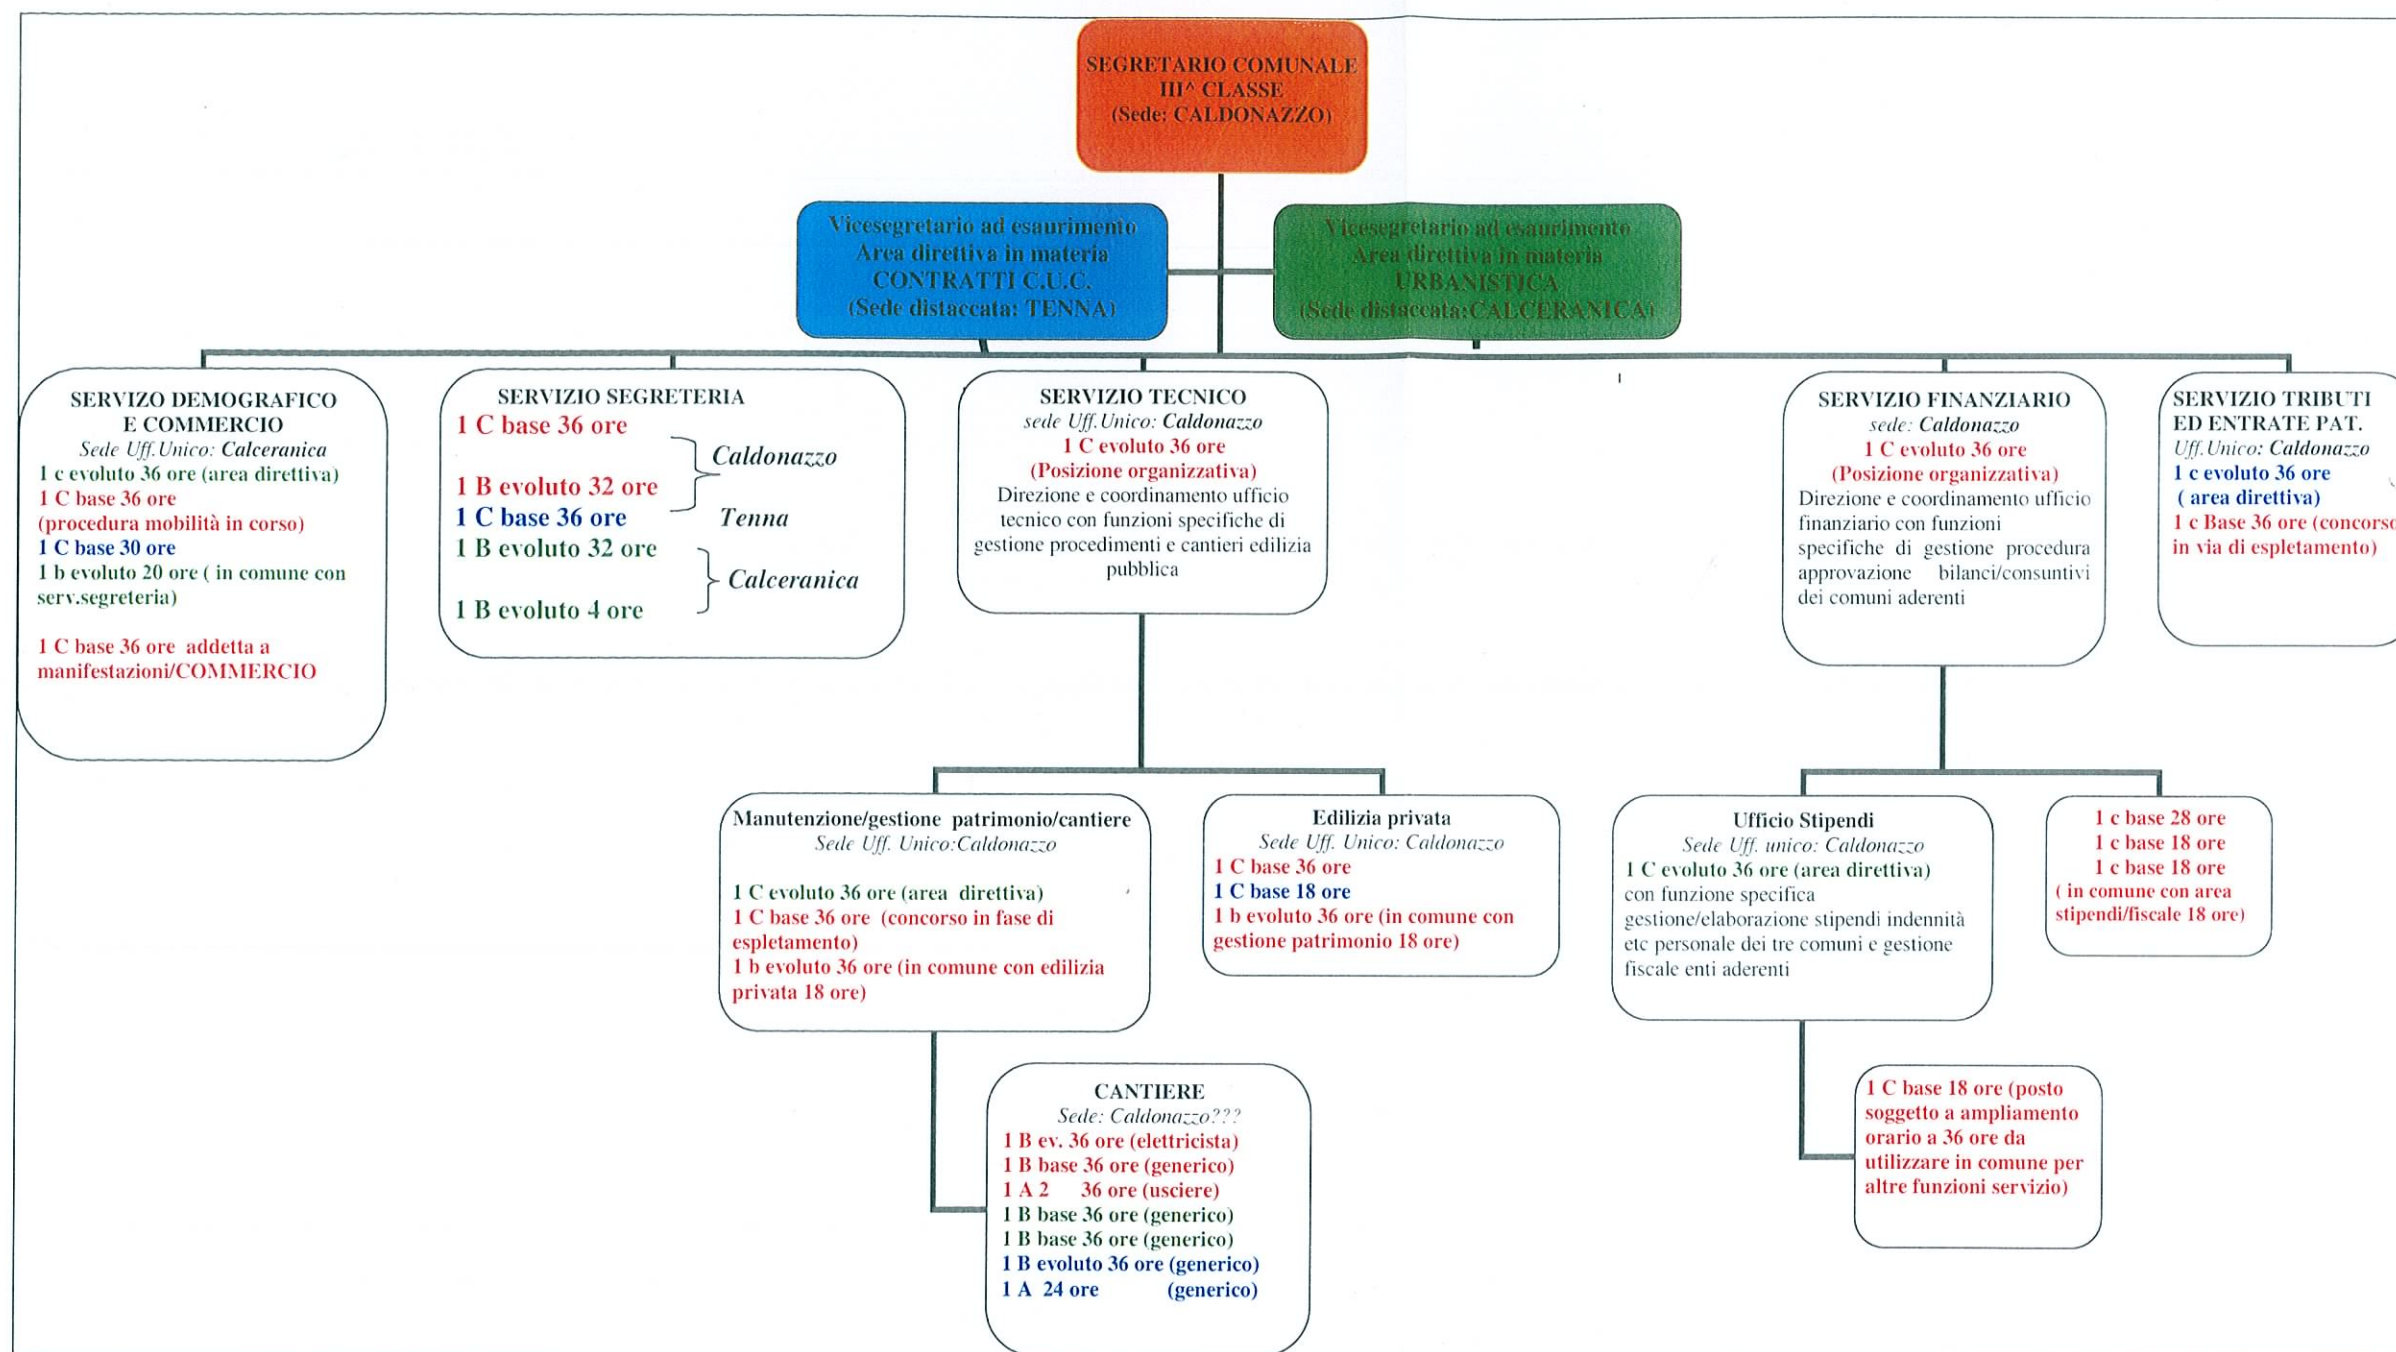 SEGRETARIO COMUNALE
III^ CLASSE
(Sede: CALDONAZZO)
Vicesegretario ad esaurimento
Area direttiva in materia
CONTRATTI C.U.C.
(Sede distaccata: TENNA)
Vicesegretario ad esaurimento
Area direttiva in materia
URBANISTICA
(Sede distaccata:CALCERANICA)
SERVIZO DEMOGRAFICO
E COMMERCIO
Sede Uff.Unico: Calceranica
1 c evoluto 36 ore (area direttiva)
1 C base 36 ore
(procedura mobilità in corso)
1 C base 30 ore
1 b evoluto 20 ore ( in comune con
serv.segreteria)
1 C base 36 ore addetta a
manifestazioni/COMMERCIO
SERVIZIO SEGRETERIA
1 C base 36 ore
Caldonazzo
1 B evoluto 32 ore
1 C base 36 ore
Tenna
1 B evoluto 32 ore
Calceranica
1 B evoluto 4 ore
SERVIZIO TECNICO
sede Uff.Unico: Caldonazzo
1 C evoluto 36 ore
(Posizione organizzativa)
Direzione e coordinamento ufficio
tecnico con funzioni specifiche di
gestione procedimenti e cantieri edilizia
pubblica
SERVIZIO FINANZIARIO
sede: Caldonazzo
1 C evoluto 36 ore
(Posizione organizzativa)
Direzione e coordinamento ufficio
finanziario con funzioni
specifiche di gestione procedura
approvazione bilanci/consuntivi
dei comuni aderenti
SERVIZIO TRIBUTI
ED ENTRATE PAT.
Uff.Unico: Caldonazzo
1 c evoluto 36 ore
( area direttiva)
1 c Base 36 ore (concorso
in via di espletamento)
Manutenzione/gestione patrimonio/cantiere
Sede Uff. Unico:Caldonazzo
1 C evoluto 36 ore (area direttiva)
1 C base 36 ore (concorso in fase di
espletamento)
1 b evoluto 36 ore (in comune con edilizia
privata 18 ore)
Edilizia privata
Sede Uff. Unico: Caldonazzo
1 C base 36 ore
1 C base 18 ore
1 b evoluto 36 ore (in comune con
gestione patrimonio 18 ore)
Ufficio Stipendi
Sede Uff. unico: Caldonazzo
1 C evoluto 36 ore (area direttiva)
con funzione specifica
gestione/elaborazione stipendi indennità
etc personale dei tre comuni e gestione
fiscale enti aderenti
1 c base 28 ore
1 c base 18 ore
1 c base 18 ore
( in comune con area
stipendi/fiscale 18 ore)
CANTIERE
Sede: Caldonazzo???
1 B ev. 36 ore (elettricista)
1 B base 36 ore (generico)
1 A 2 36 ore (usciere)
1 B base 36 ore (generico)
1 B base 36 ore (generico)
1 B evoluto 36 ore (generico)
1 A 24 ore (generico)
1 C base 18 ore (posto
soggetto a ampliamento
orario a 36 ore da
utilizzare in comune per
altre funzioni servizio)